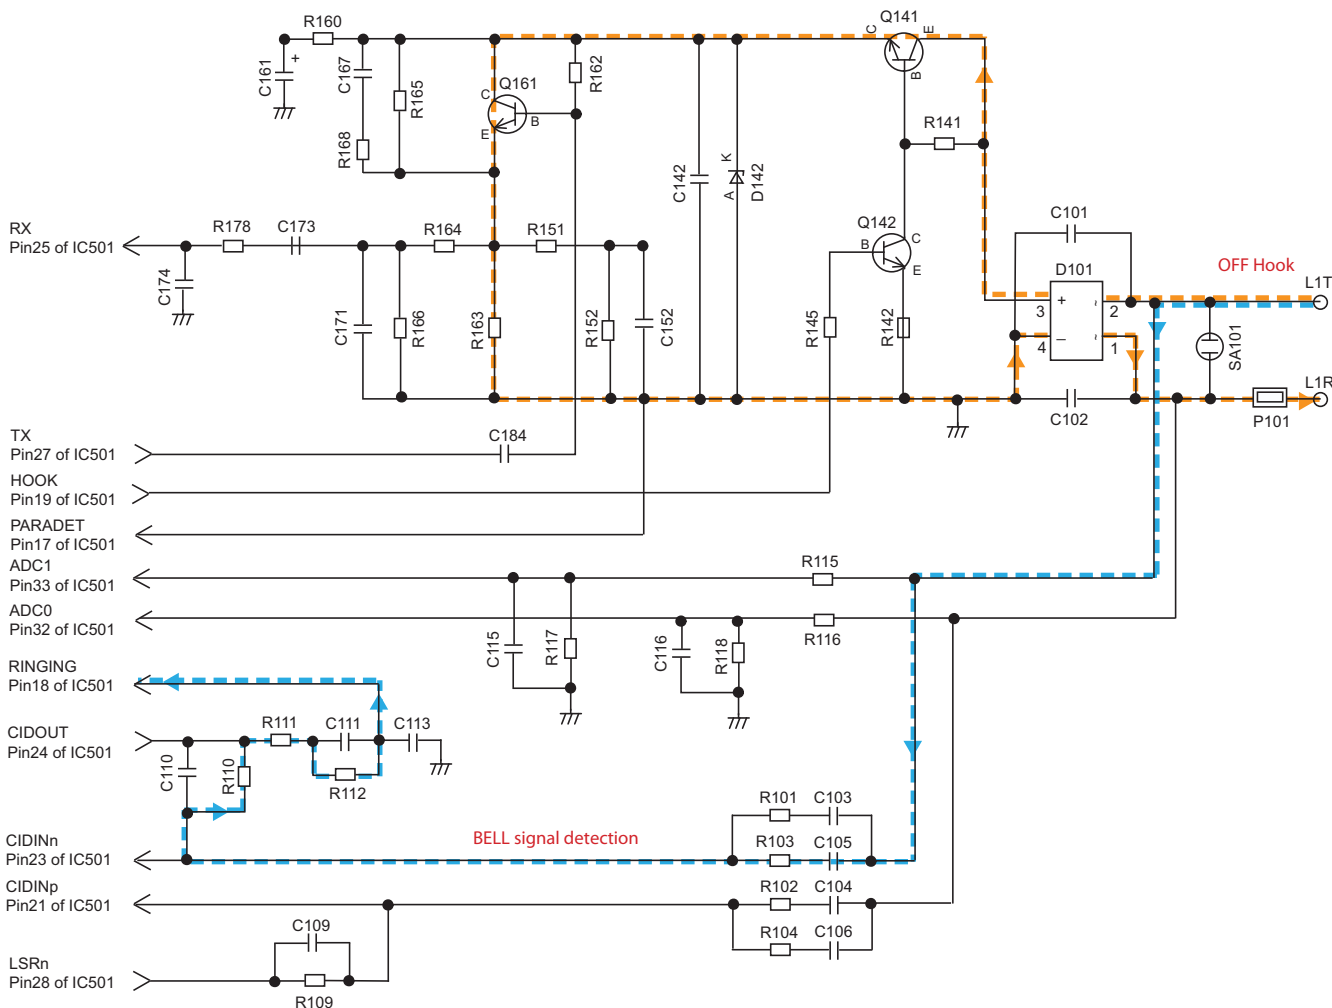 Q141
R160
C
E
B
+
C161
C167
R165
R168
C
Q161
B
E
R162
R141
C142
K
A
D142
Q142
B
C
E
C101
D101
OFF Hook
L1T
+
3
~
2
–
4
~
1
SA101
L1R
C102
P101
RX
Pin25 of IC501
R178
C173
R164
R151
C174
C171
R166
R163
R152
C152
R145
R142
TX
Pin27 of IC501
C184
HOOK
Pin19 of IC501
PARADET
Pin17 of IC501
ADC1
Pin33 of IC501
R115
ADC0
Pin32 of IC501
R116
C115
R117
C116
R118
RINGING
Pin18 of IC501
CIDOUT
Pin24 of IC501
R111
C111
C113
C110
R110
R112
R101
C103
CIDINn
Pin23 of IC501
BELL signal detection
R103
C105
CIDINp
Pin21 of IC501
R102
C104
C109
R104
C106
LSRn
Pin28 of IC501
R109